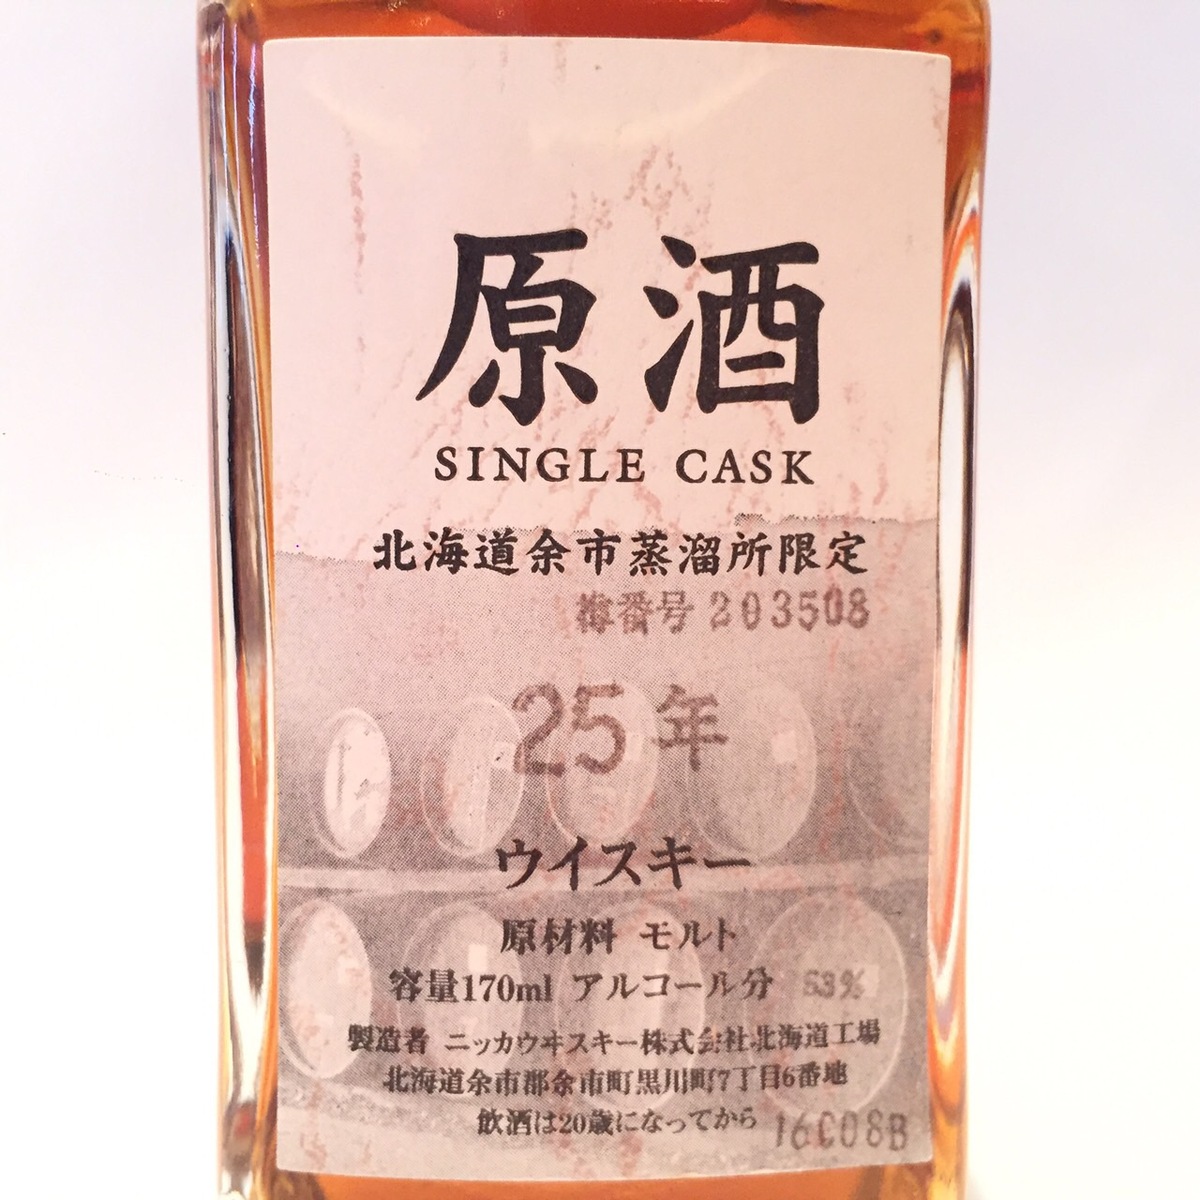 原酒
SINGLE CASK
北海道余市蒸溜所限定
樽番号 203508
25年
ウイスキー
原材料 モルト
容量170ml アルコール分 53%
製造者 ニッカウヰスキー株式会社北海道工場
北海道余市郡余市町黒川町7丁目6番地
飲酒は20歳になってから